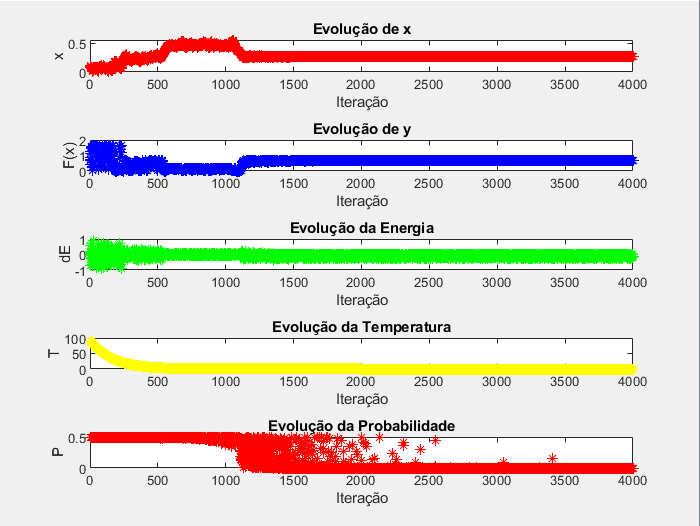 Evolução de x
0.5
0
x
0 500 1000 1500 2000 2500 3000 3500 4000
Iteração
Evolução de y
2
1
0
F(x)
0 500 1000 1500 2000 2500 3000 3500 4000
Iteração
Evolução da Energia
1
0
-1
dE
0 500 1000 1500 2000 2500 3000 3500 4000
Iteração
Evolução da Temperatura
100
50
0
T
0 500 1000 1500 2000 2500 3000 3500 4000
Iteração
Evolução da Probabilidade
0.5
0
P
0 500 1000 1500 2000 2500 3000 3500 4000
Iteração